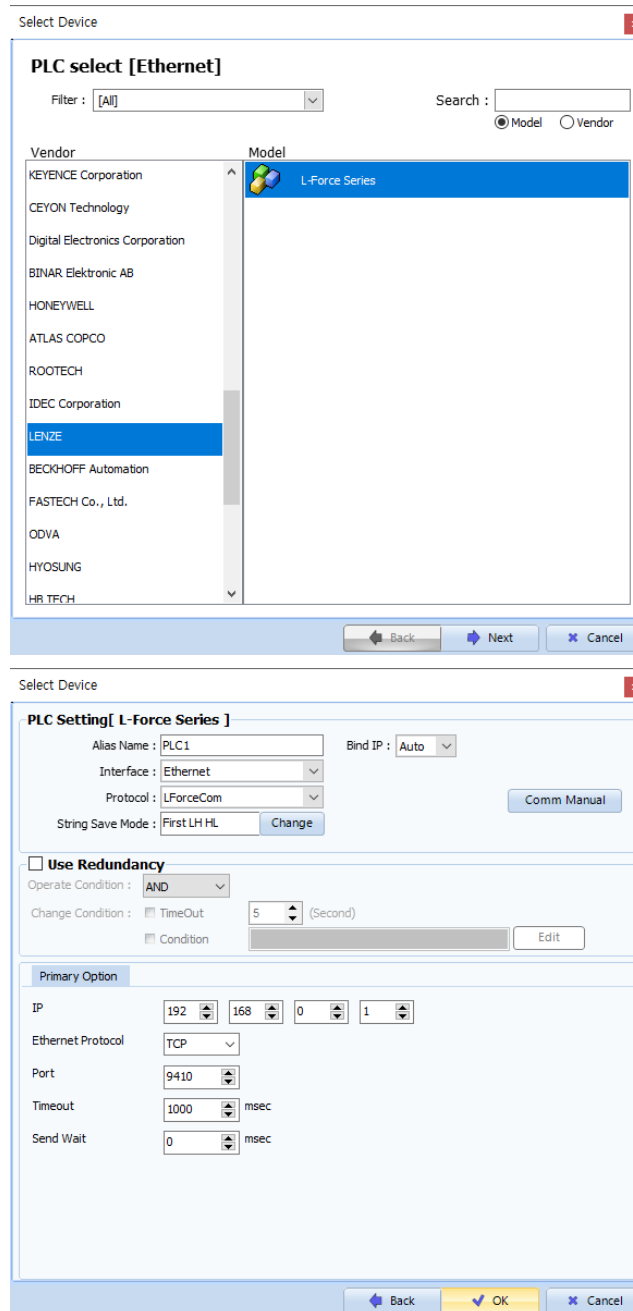 Select Device
PLC select [Ethernet]
Filter : [All]
Search :
Model Vendor
Vendor Model
KEYENCE Corporation
L-Force Series
CEYON Technology
Digital Electronics Corporation
BINAR Elektronic AB
HONEYWELL
ATLAS COPCO
ROOTECH
IDEC Corporation
LENZE
BECKHOFF Automation
FASTECH Co., Ltd.
ODVA
HYOSUNG
HB TECH
Back Next Cancel
Select Device
PLC Setting[ L-Force Series ]
Alias Name : PLC1 Bind IP : Auto
Interface : Ethernet
Protocol : LForceCom Comm Manual
String Save Mode : First LH HL Change
Use Redundancy
Operate Condition : AND
Change Condition : TimeOut 5 (Second)
Condition Edit
Primary Option
IP 192 168 0 1
Ethernet Protocol TCP
Port 9410
Timeout 1000 msec
Send Wait 0 msec
Back OK Cancel